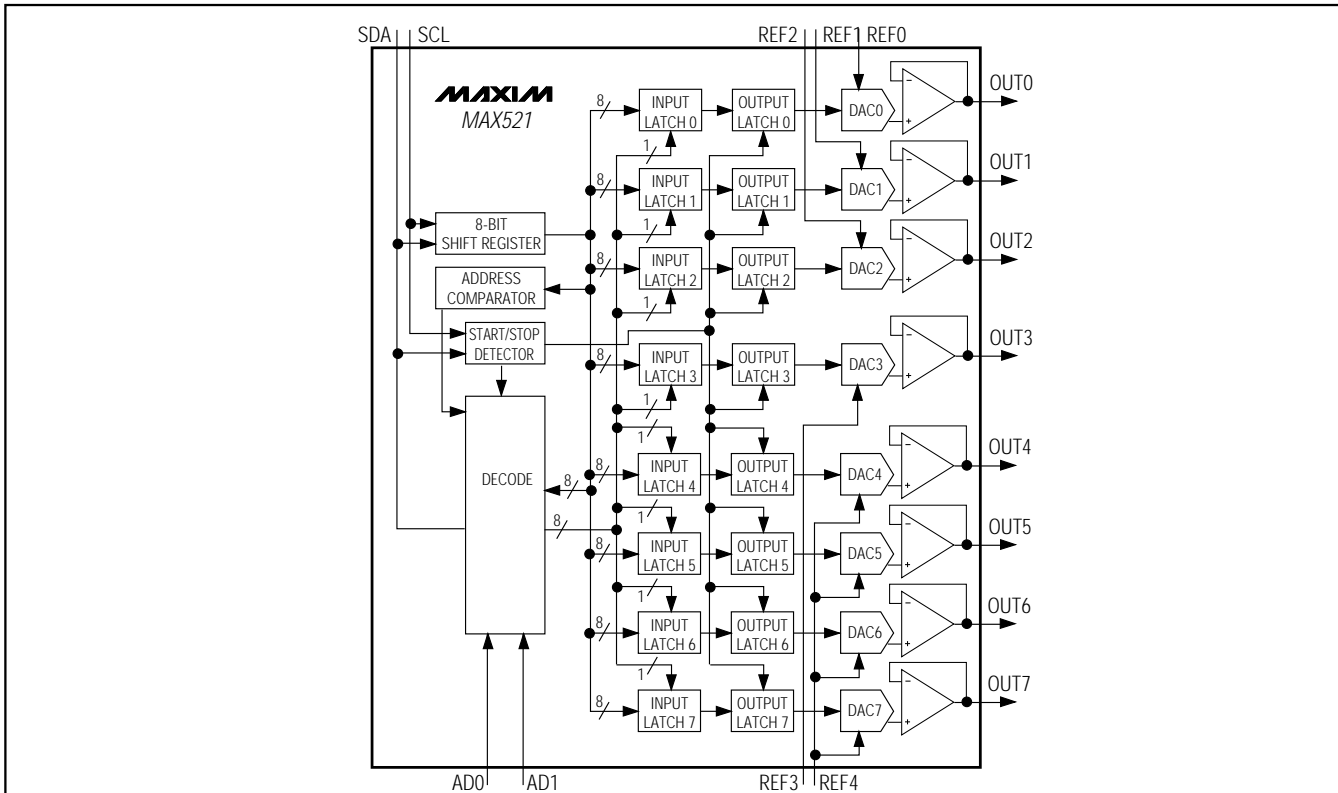 SDA SCL REF2 REF1 REF0
MAXIM
MAX521
8 INPUT LATCH 0 OUTPUT LATCH 0 DAC0 - + OUT0
1
8 INPUT LATCH 1 OUTPUT LATCH 1 DAC1 - + OUT1
1
8-BIT
SHIFT REGISTER
8 INPUT LATCH 2 OUTPUT LATCH 2 DAC2 - + OUT2
1
ADDRESS
COMPARATOR
START/STOP
DETECTOR
8 INPUT LATCH 3 OUTPUT LATCH 3 DAC3 - + OUT3
1
1
DECODE
8
8
8 INPUT LATCH 4 OUTPUT LATCH 4 DAC4 - + OUT4
1
8 INPUT LATCH 5 OUTPUT LATCH 5 DAC5 - + OUT5
1
8 INPUT LATCH 6 OUTPUT LATCH 6 DAC6 - + OUT6
1
8 INPUT LATCH 7 OUTPUT LATCH 7 DAC7 - + OUT7
AD0 AD1 REF3 REF4